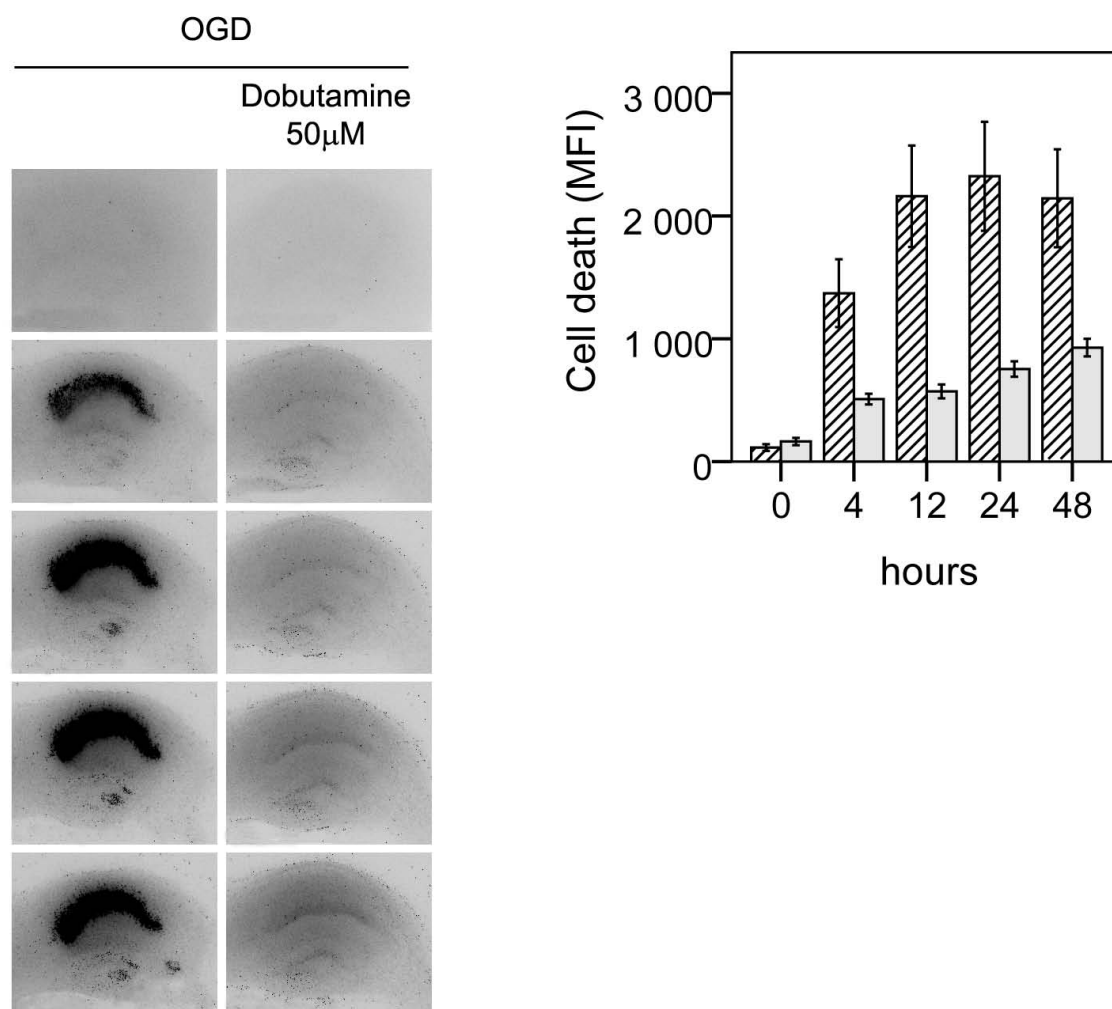 OGD
Dobutamine
50μM
Cell death (MFI)
3 000
2 000
1 000
0
0 4 12 24 48
hours